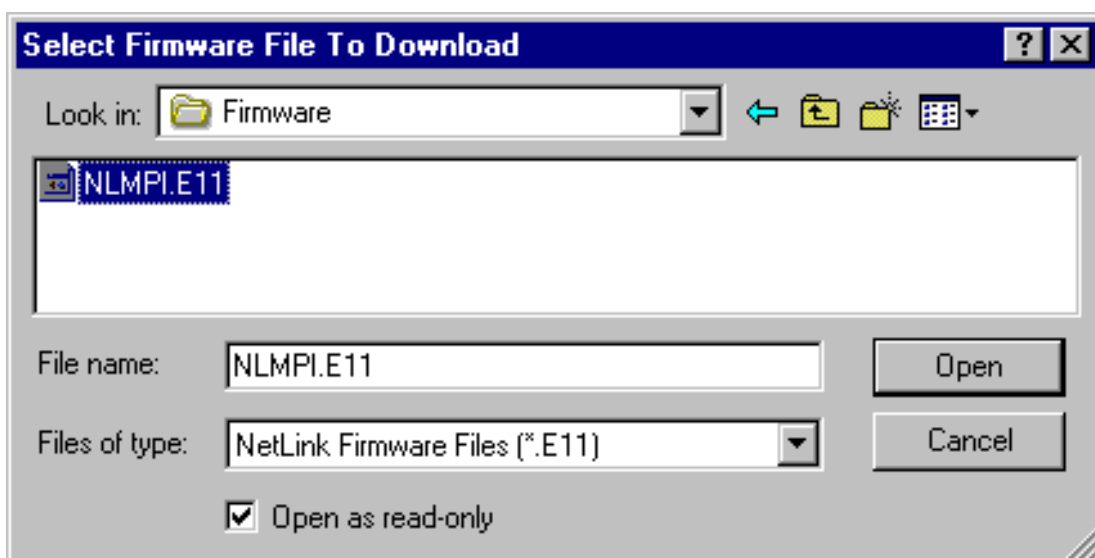 Select Firmware File To Download
Look in: Firmware
NLMPI.E11
File name: NLMPI.E11 Open
Files of type: NetLink Firmware Files (*.E11) Cancel
Open as read-only